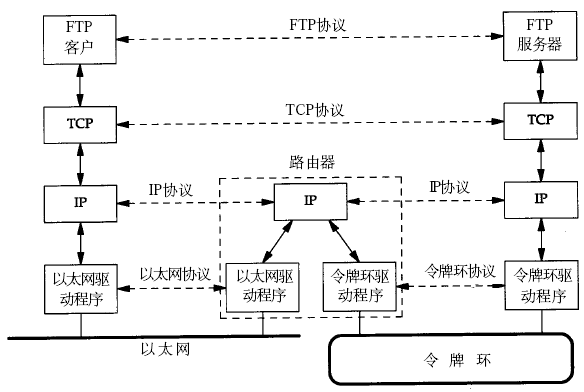 FTP
客户
FTP协议
FTP
服务器
TCP
TCP协议
TCP
路由器
IP
IP协议
IP
IP协议
IP
以太网驱
动程序
以太网协议
以太网驱
动程序
令牌环驱
动程序
令牌环协议
令牌环驱
动程序
以太网
令牌环